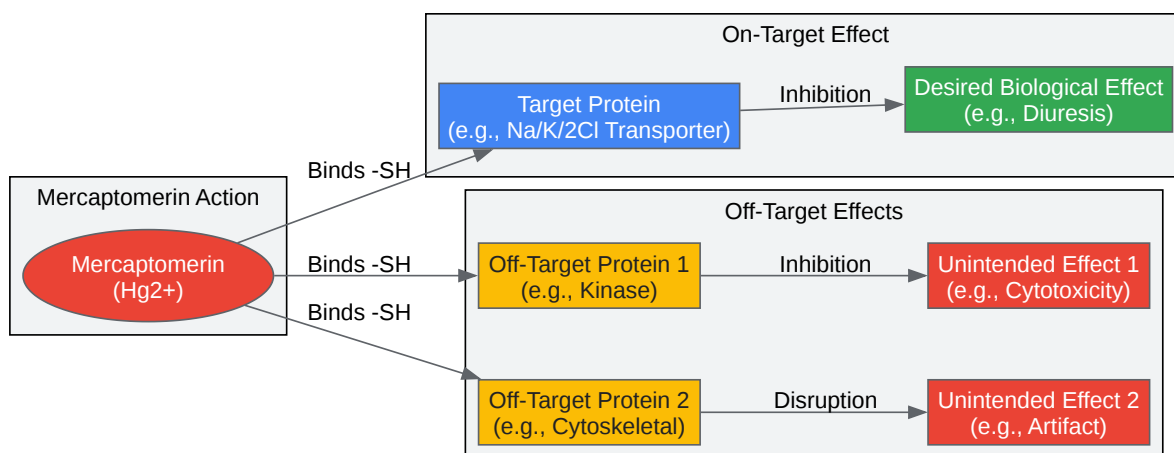 On-Target Effect
Target Protein
(e.g., Na/K/2Cl Transporter)
Inhibition
Desired Biological Effect
(e.g., Diuresis)
Binds -SH
Mercaptomerin Action
Mercaptomerin
(Hg2+)
Binds -SH
Binds -SH
Off-Target Effects
Off-Target Protein 1
(e.g., Kinase)
Inhibition
Unintended Effect 1
(e.g., Cytotoxicity)
Off-Target Protein 2
(e.g., Cytoskeletal)
Disruption
Unintended Effect 2
(e.g., Artifact)